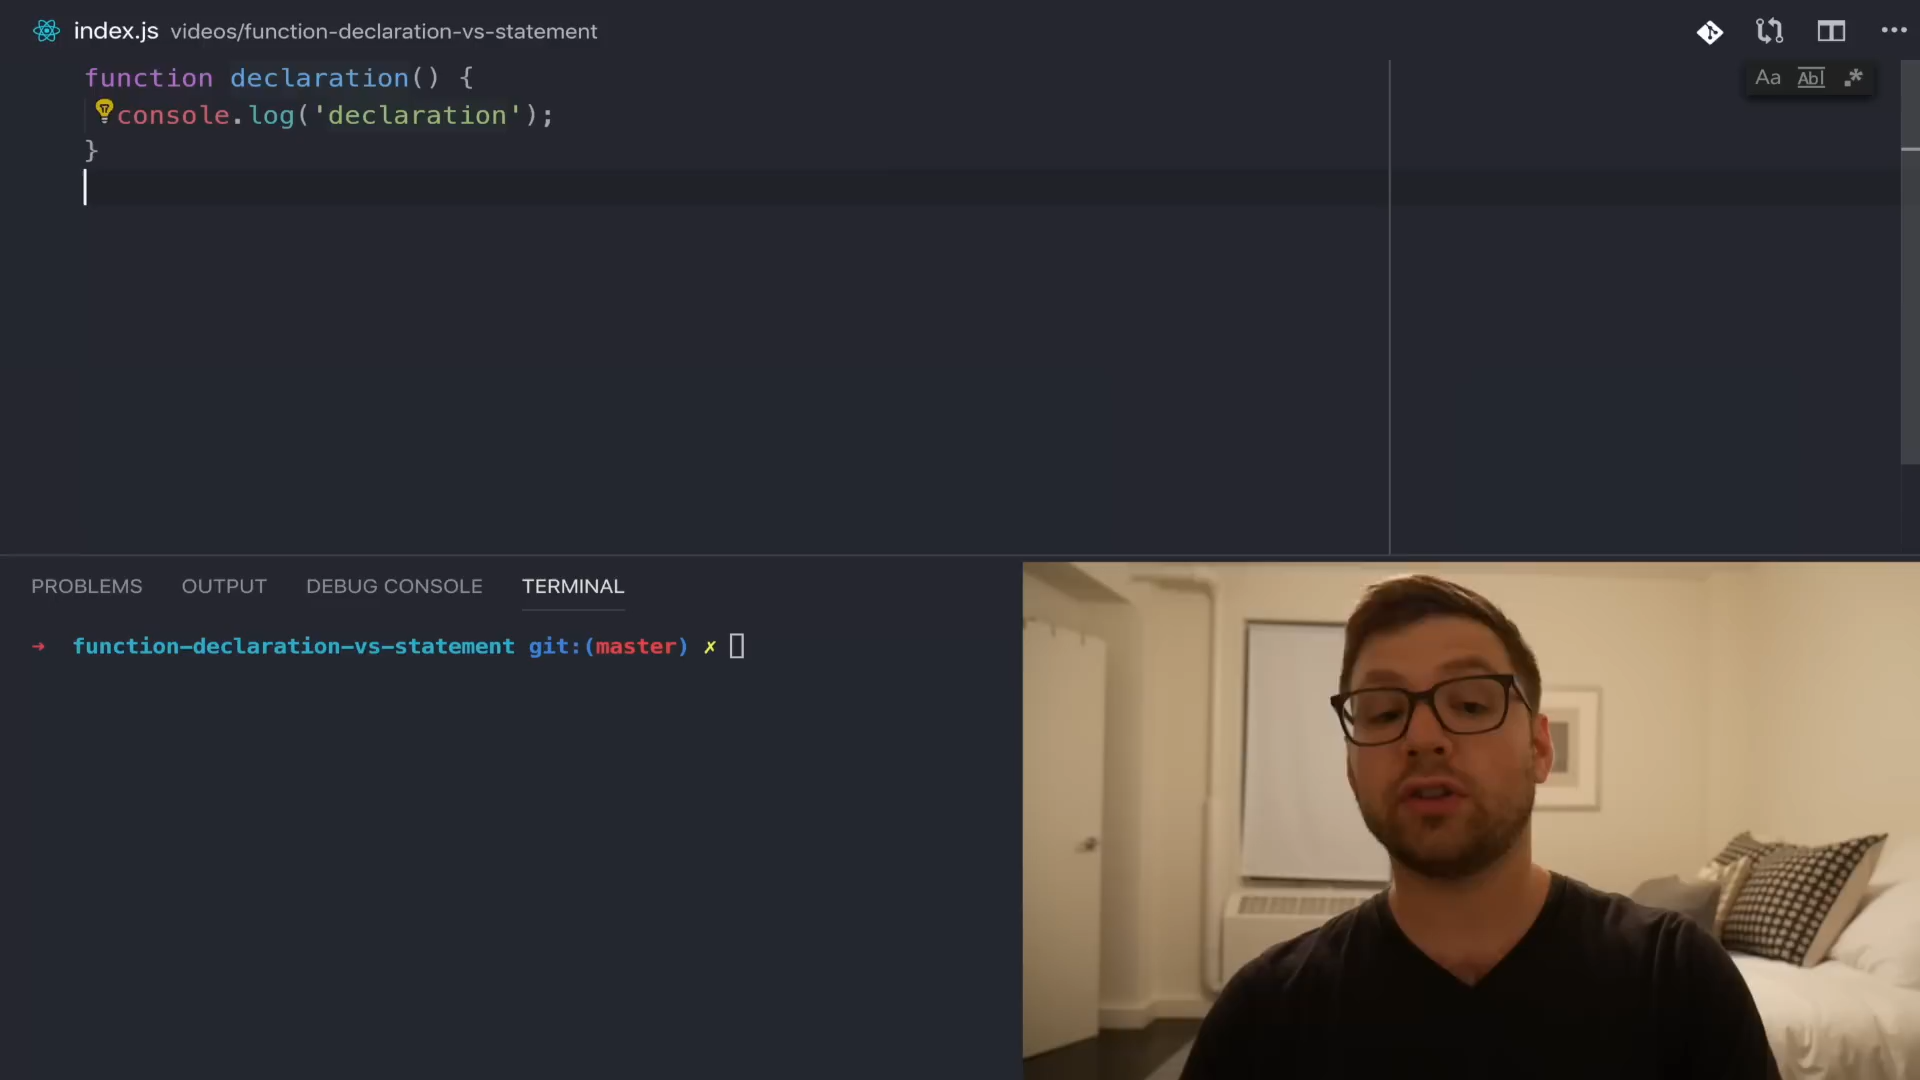 index.js videos/function-declaration-vs-statement
Aa Abl .*
function declaration() {
console.log('declaration');
}
PROBLEMS OUTPUT DEBUG CONSOLE TERMINAL
→ function-declaration-vs-statement git:(master) ✗